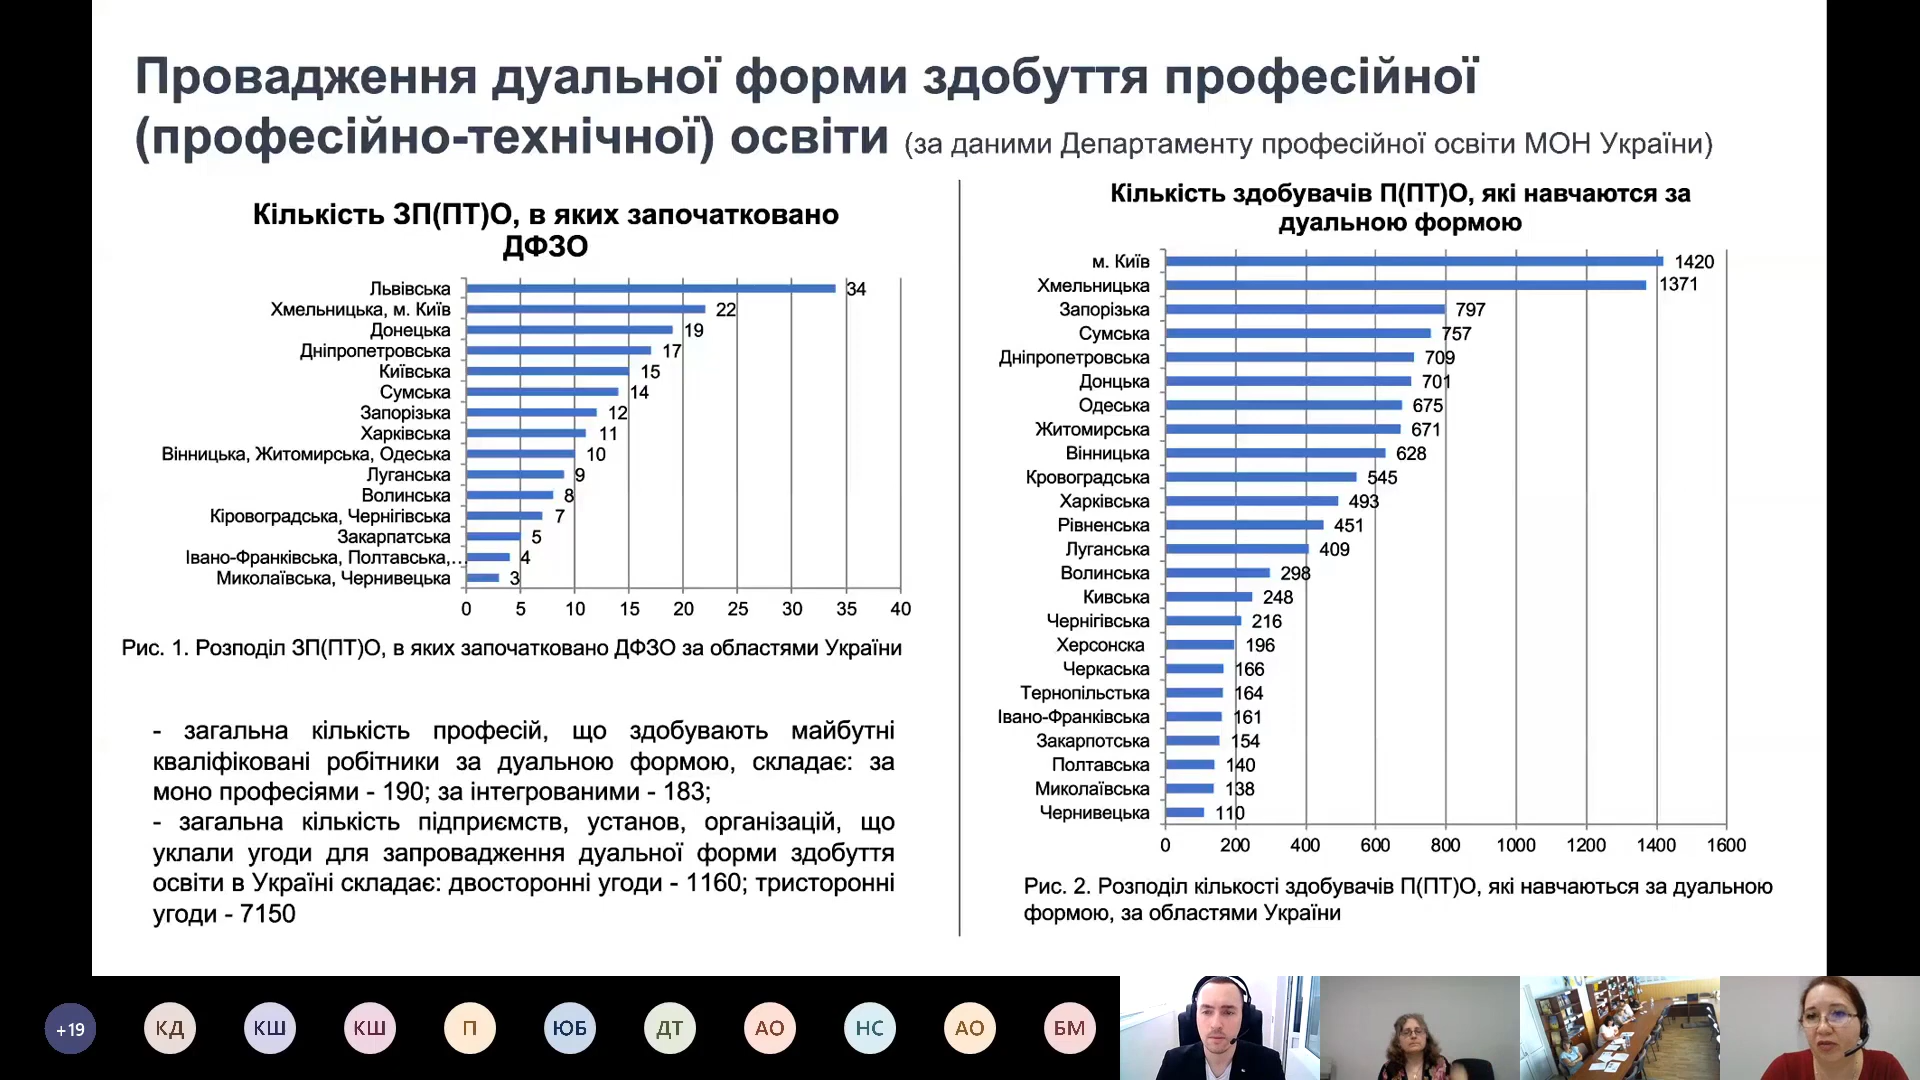 Провадження дуальної форми здобуття професійної
(професійно-технічної) освіти (за даними Департаменту професійної освіти МОН України)
Кількість ЗП(ПТ)О, в яких започатковано
ДФЗО
Львівська 34
Хмельницька, м. Київ 22
Донецька 19
Дніпропетровська 17
Київська 15
Сумська 14
Запорізька 12
Харківська 11
Вінницька, Житомирська, Одеська 10
Луганська 9
Волинська 8
Кіровоградська, Чернігівська 7
Закарпатська 5
Івано-Франківська, Полтавська,… 4
Миколаївська, Чернивецька 3
0 5 10 15 20 25 30 35 40
Рис. 1. Розподіл ЗП(ПТ)О, в яких започатковано ДФЗО за областями України
- загальна кількість професій, що здобувають майбутні
кваліфіковані робітники за дуальною формою, складає: за
моно професіями - 190; за інтегрованими - 183;
- загальна кількість підприємств, установ, організацій, що
уклали угоди для запровадження дуальної форми здобуття
освіти в Україні складає: двосторонні угоди - 1160; тристоронні
угоди - 7150
Кількість здобувачів П(ПТ)О, які навчаются за
дуальною формою
м. Київ 1420
Хмельницька 1371
Запорізька 797
Сумська 757
Дніпропетровська 709
Донцька 701
Одеська 675
Житомирська 671
Вінницька 628
Кровоградська 545
Харківська 493
Рівненська 451
Луганська 409
Волинська 298
Кивська 248
Чернігівська 216
Херсонска 196
Черкаська 166
Тернопільстька 164
Івано-Франківська 161
Закарпотська 154
Полтавська 140
Миколаївська 138
Чернивецька 110
0 200 400 600 800 1000 1200 1400 1600
Рис. 2. Розподіл кількості здобувачів П(ПТ)О, які навчаються за дуальною
формою, за областями України
+19 КД КШ КШ П ЮБ ДТ АО НС АО БМ